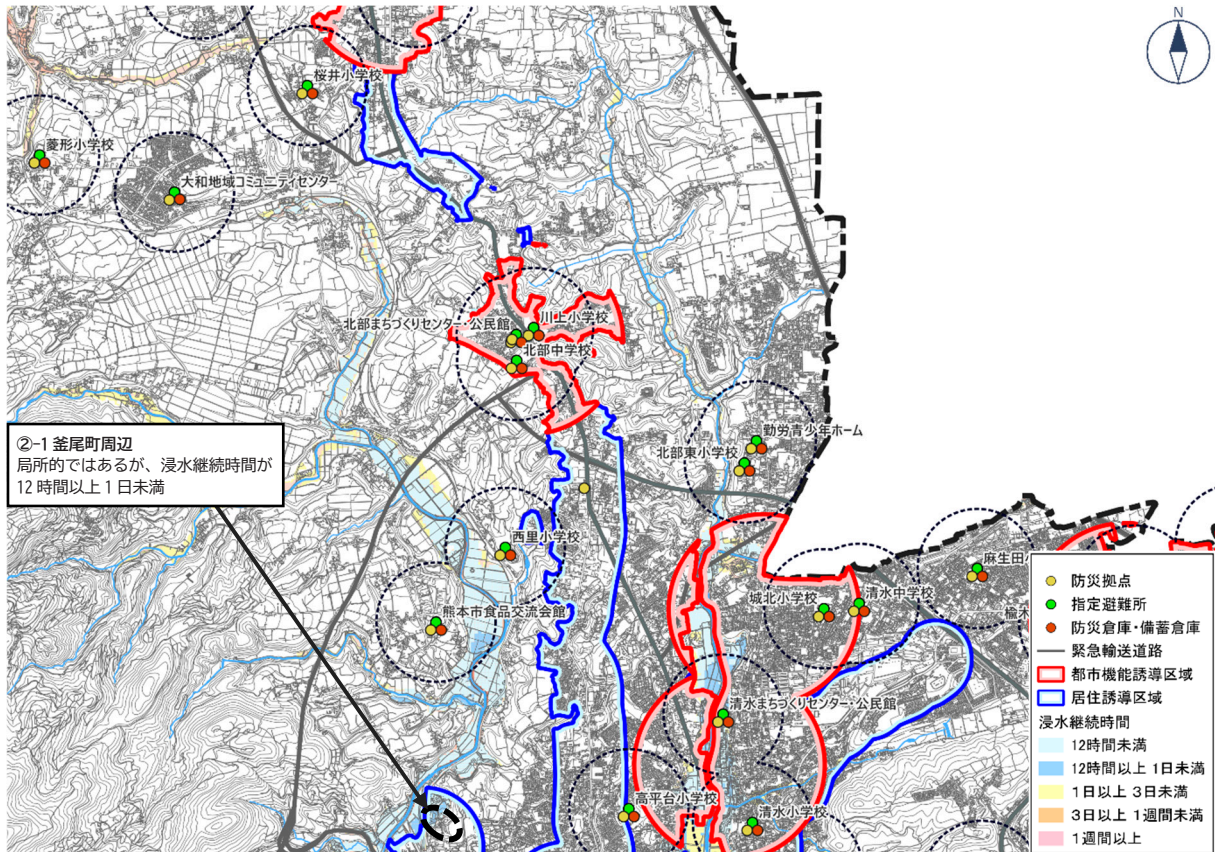 N
桜井小学校
菱形小学校
大和地域コミュニティセンター
北部まちづくりセンター・公民館
川上小学校
北部中学校
②-1 釜尾町周辺
局所的ではあるが、浸水継続時間が
12 時間以上 1 日未満
勤労青少年ホーム
北部東小学校
西里小学校
熊本市食品交流会館
麻生田小
城北小学校
清水中学校
楡木
清水まちづくりセンター・公民館
高平台小学校
清水小学校
防災拠点
指定避難所
防災倉庫・備蓄倉庫
緊急輸送道路
都市機能誘導区域
居住誘導区域
浸水継続時間
12時間未満
12時間以上 1日未満
1日以上 3日未満
3日以上 1週間未満
1週間以上